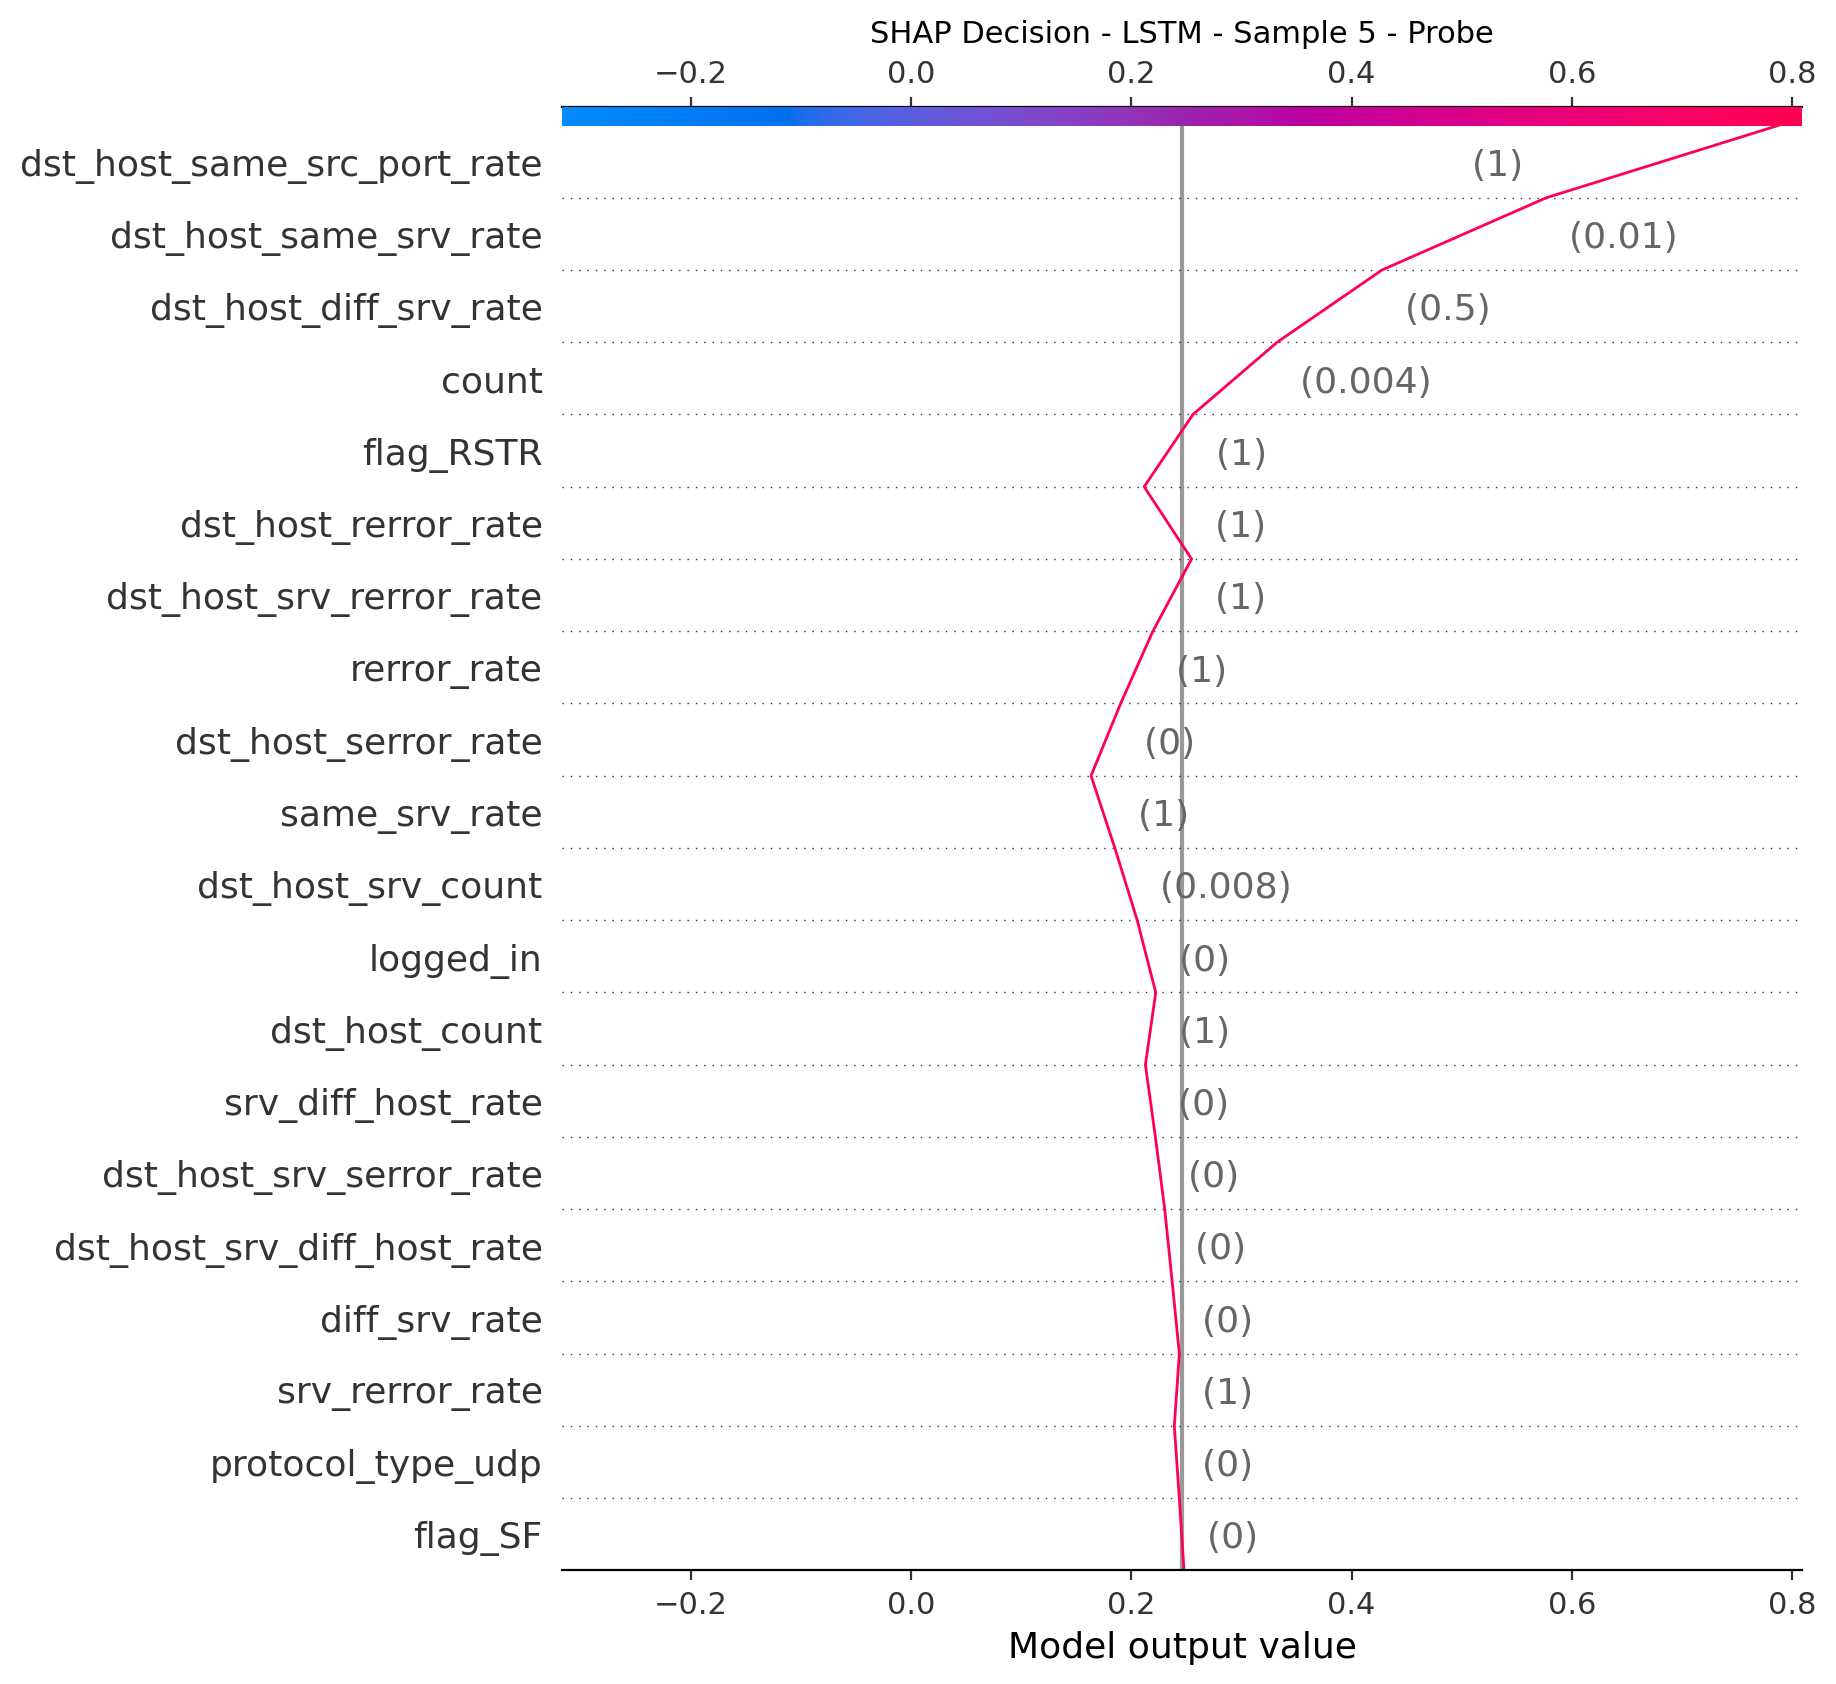 SHAP Decision - LSTM - Sample 5 - Probe
−0.2 0.0 0.2 0.4 0.6 0.8
dst_host_same_src_port_rate (1)
dst_host_same_srv_rate (0.01)
dst_host_diff_srv_rate (0.5)
count (0.004)
flag_RSTR (1)
dst_host_rerror_rate (1)
dst_host_srv_rerror_rate (1)
rerror_rate (1)
dst_host_serror_rate (0)
same_srv_rate (1)
dst_host_srv_count (0.008)
logged_in (0)
dst_host_count (1)
srv_diff_host_rate (0)
dst_host_srv_serror_rate (0)
dst_host_srv_diff_host_rate (0)
diff_srv_rate (0)
srv_rerror_rate (1)
protocol_type_udp (0)
flag_SF (0)
−0.2 0.0 0.2 0.4 0.6 0.8
Model output value